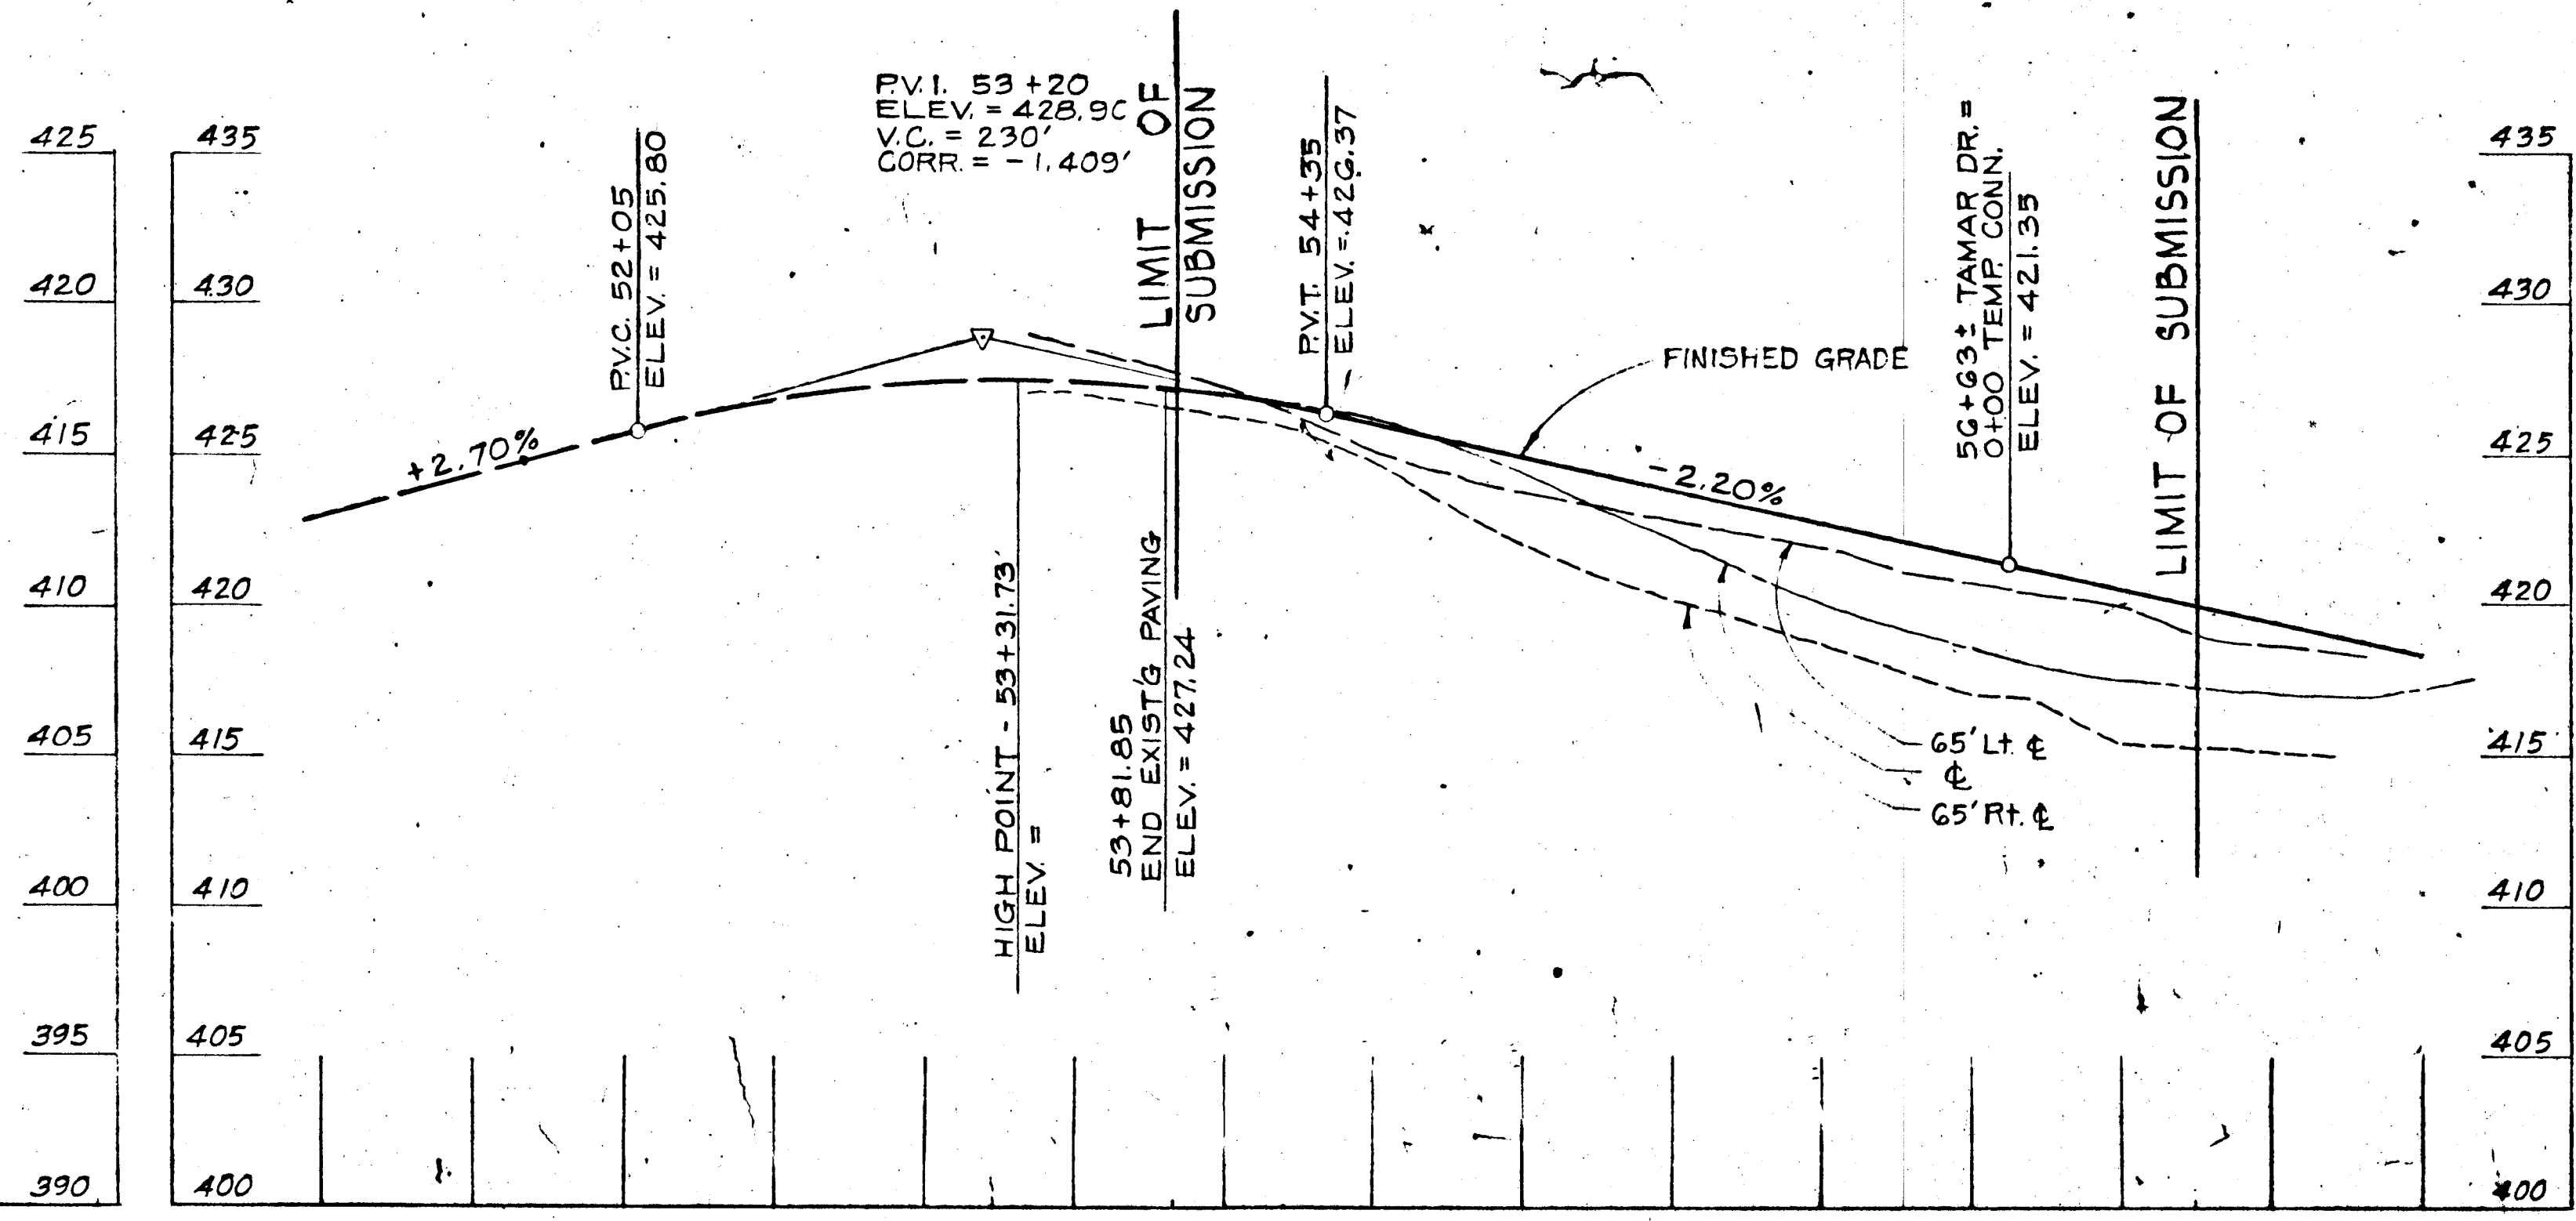 P.V.I. 53+20
ELEV. = 428.90
V.C. = 230'
CORR. = -1.409'
LIMIT OF
SUBMISSION
P.V.C. 52+05
ELEV. = 425.80
P.V.T. 54+35
ELEV. = 426.37
56+63± TAMAR DR. =
0+00 TEMP. CONN.
ELEV. = 421.35
LIMIT OF SUBMISSION
FINISHED GRADE
+2.70%
-2.20%
HIGH POINT - 53+31.73'
ELEV. =
53+81.85
END EXIST'G PAVING
ELEV. = 427.24
65' Lt. ℄
℄
65' Rt. ℄
425
420
415
410
405
400
395
390
435
430
425
420
415
410
405
400
435
430
425
420
415
410
405
400